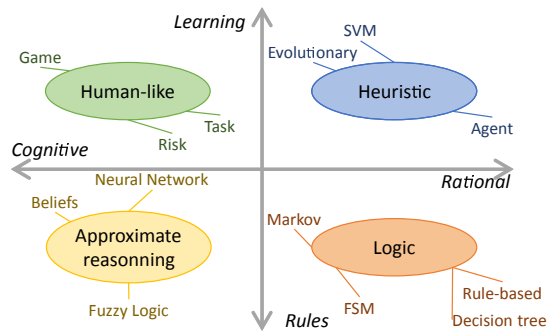 Learning
SVM
Game
Evolutionary
Human-like
Heuristic
Task
Agent
Risk
Cognitive
Rational
Neural Network
Beliefs
Markov
Approximate
reasonning
Logic
Rule-based
Fuzzy Logic
FSM
Rules
Decision tree